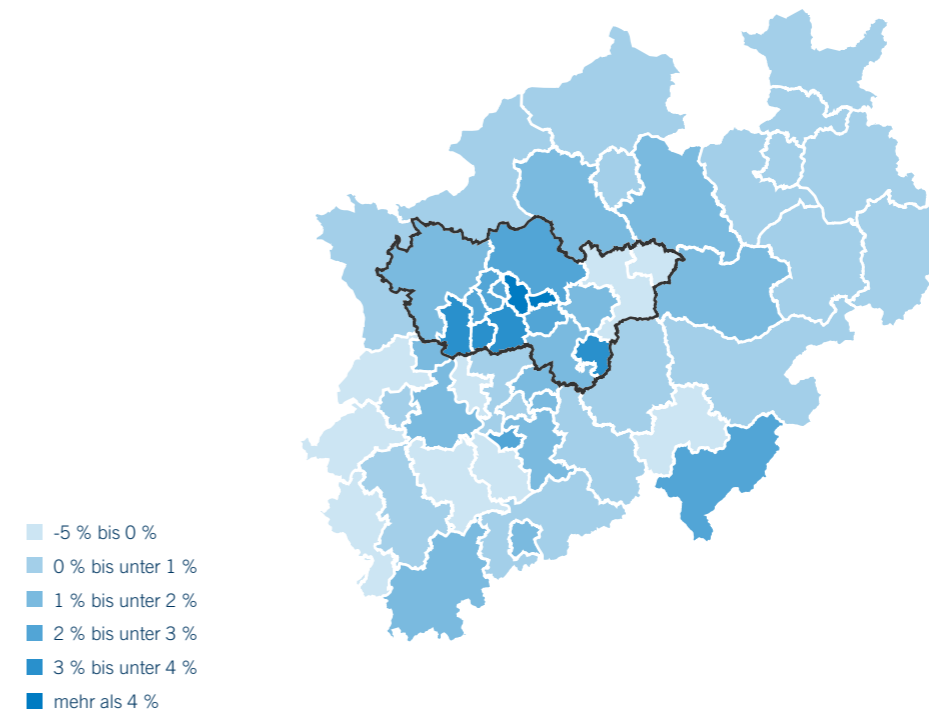 -5 % bis 0 %
0 % bis unter 1 %
1 % bis unter 2 %
2 % bis unter 3 %
3 % bis unter 4 %
mehr als 4 %